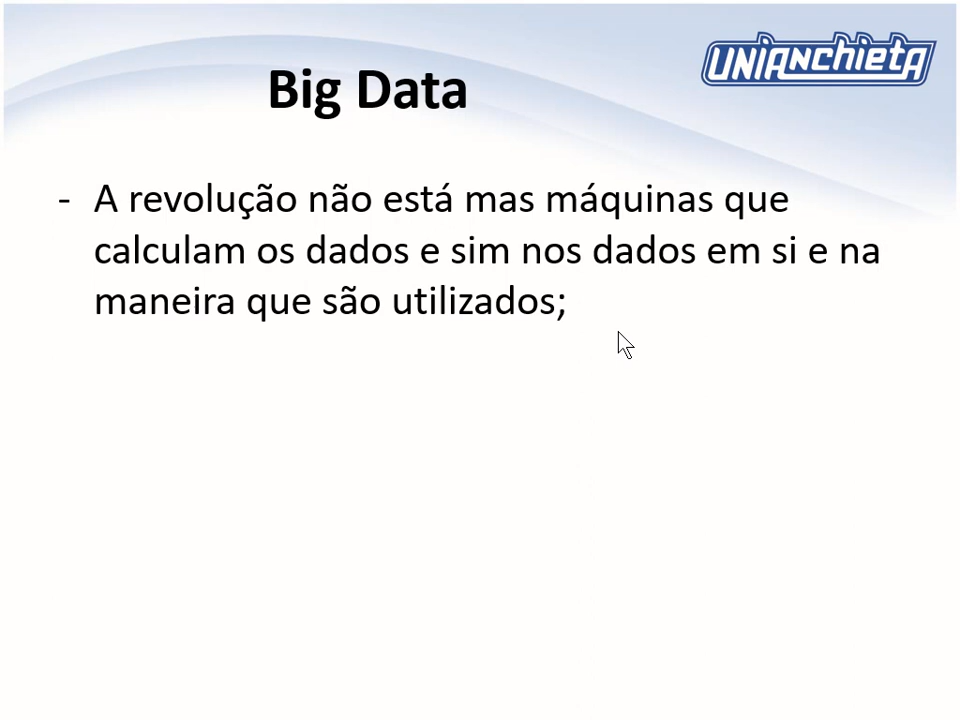 UNIANCHIETA
Big Data
- A revolução não está mas máquinas que
calculam os dados e sim nos dados em si e na
maneira que são utilizados;